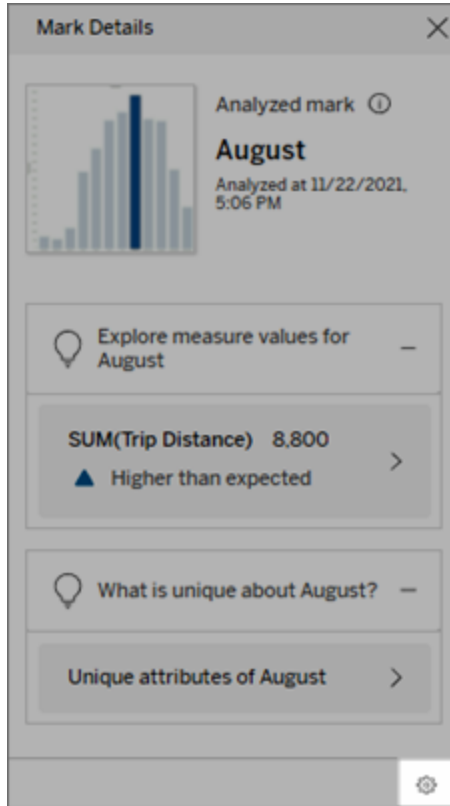 Mark Details
Analyzed mark
August
Analyzed at 11/22/2021,
5:06 PM
Explore measure values for
August
SUM(Trip Distance) 8,800
Higher than expected
What is unique about August?
Unique attributes of August